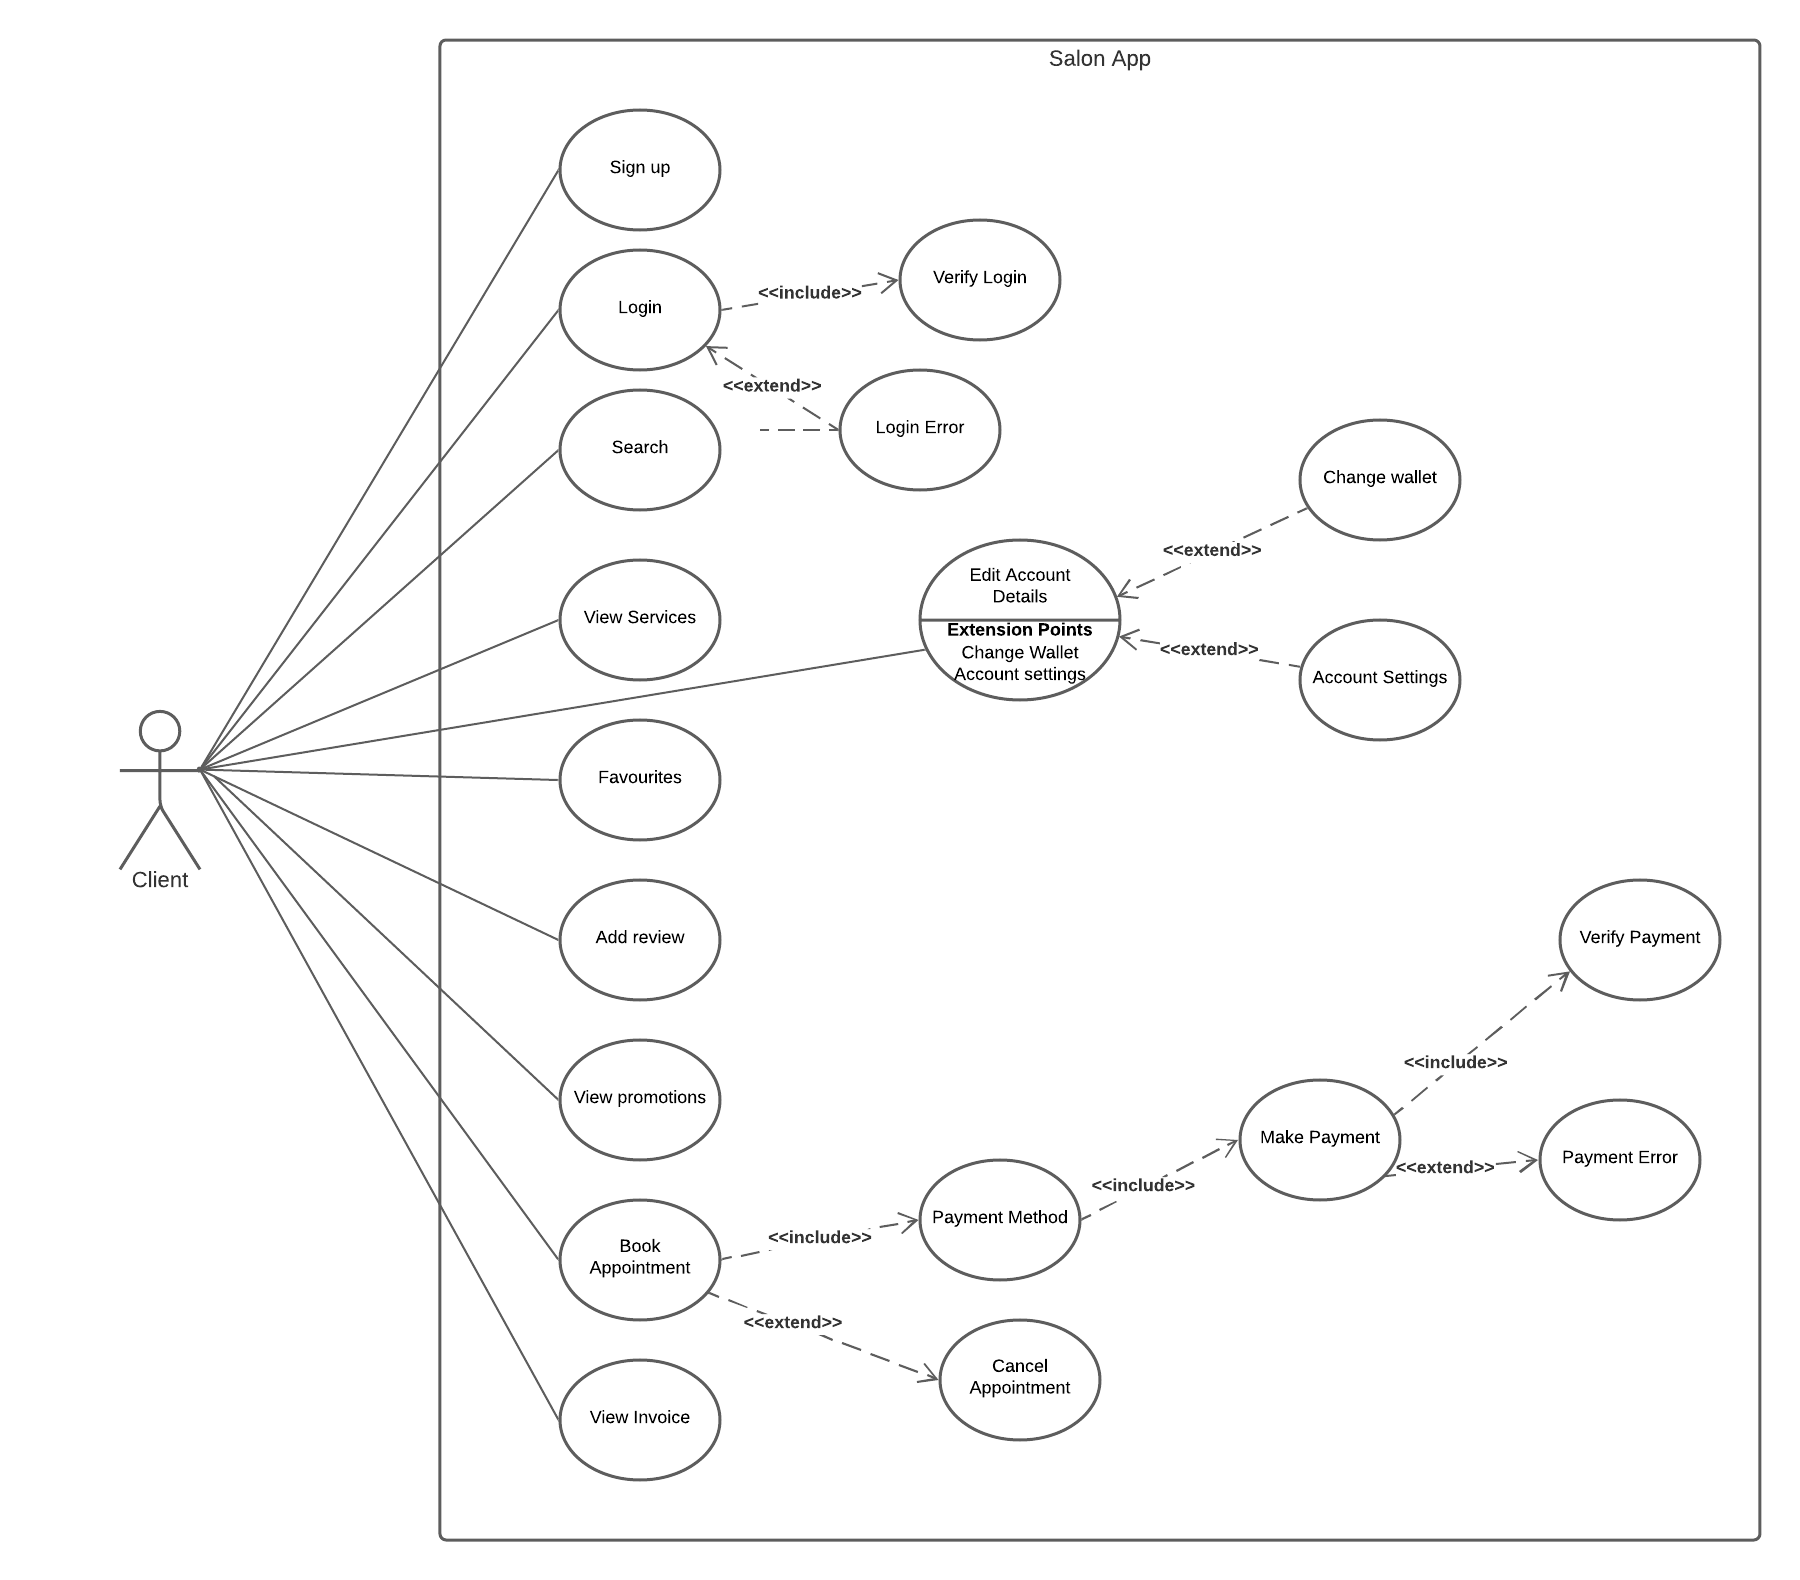 Salon App
Sign up
Login
<<include>>
Verify Login
<<extend>>
Login Error
Search
Change wallet
<<extend>>
Edit Account
Details
Extension Points
Change Wallet
Account settings
<<extend>>
Account Settings
View Services
Favourites
Client
Add review
Verify Payment
<<include>>
View promotions
Make Payment
<<extend>>
Payment Error
<<include>>
Payment Method
<<include>>
Book
Appointment
<<extend>>
Cancel
Appointment
View Invoice